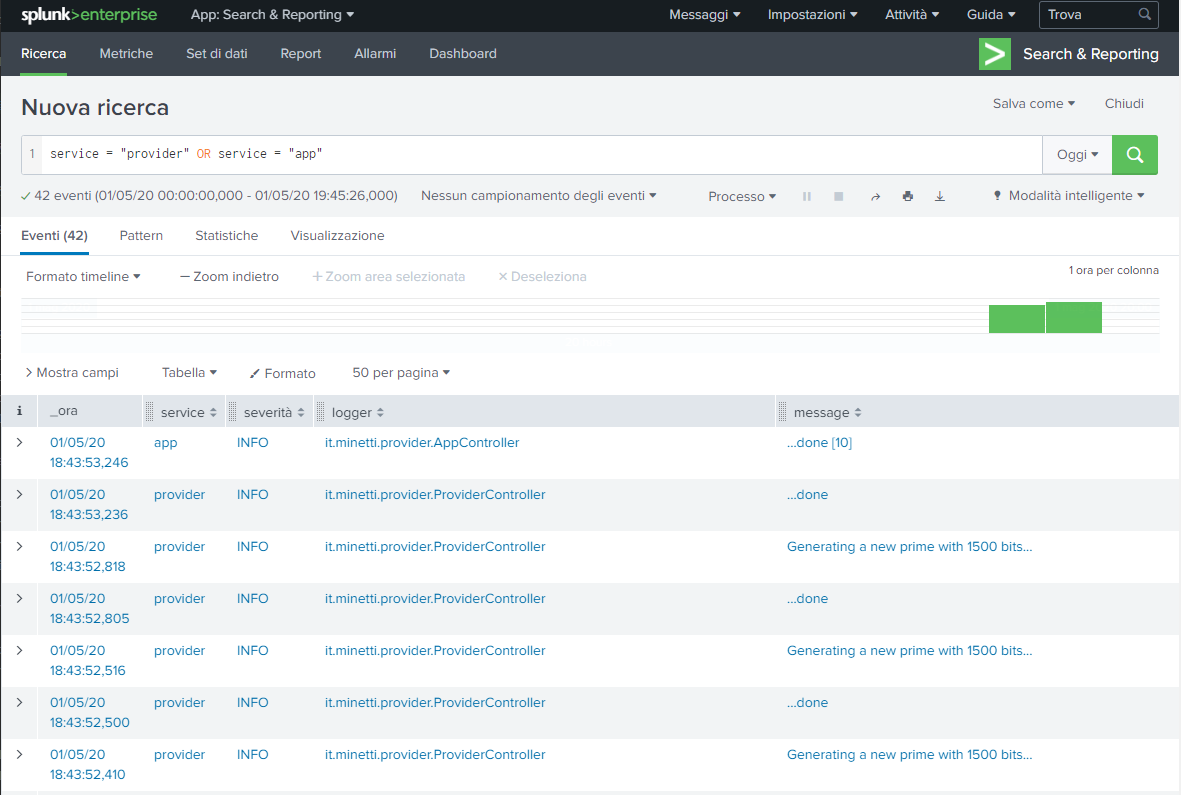 splunk>enterprise App: Search & Reporting Messaggi Impostazioni Attività Guida Trova
Ricerca Metriche Set di dati Report Allarmi Dashboard > Search & Reporting
Nuova ricerca Salva come Chiudi
1 service = "provider" OR service = "app" Oggi
42 eventi (01/05/20 00:00:00,000 - 01/05/20 19:45:26,000) Nessun campionamento degli eventi Processo Modalità intelligente
Eventi (42) Pattern Statistiche Visualizzazione
Formato timeline — Zoom indietro + Zoom area selezionata × Deseleziona 1 ora per colonna
> Mostra campi Tabella Formato 50 per pagina
i _ora service severità logger message
> 01/05/20 app INFO it.minetti.provider.AppController ...done [10]
18:43:53,246
> 01/05/20 provider INFO it.minetti.provider.ProviderController ...done
18:43:53,236
> 01/05/20 provider INFO it.minetti.provider.ProviderController Generating a new prime with 1500 bits...
18:43:52,818
> 01/05/20 provider INFO it.minetti.provider.ProviderController ...done
18:43:52,805
> 01/05/20 provider INFO it.minetti.provider.ProviderController Generating a new prime with 1500 bits...
18:43:52,516
> 01/05/20 provider INFO it.minetti.provider.ProviderController ...done
18:43:52,500
> 01/05/20 provider INFO it.minetti.provider.ProviderController Generating a new prime with 1500 bits...
18:43:52,410